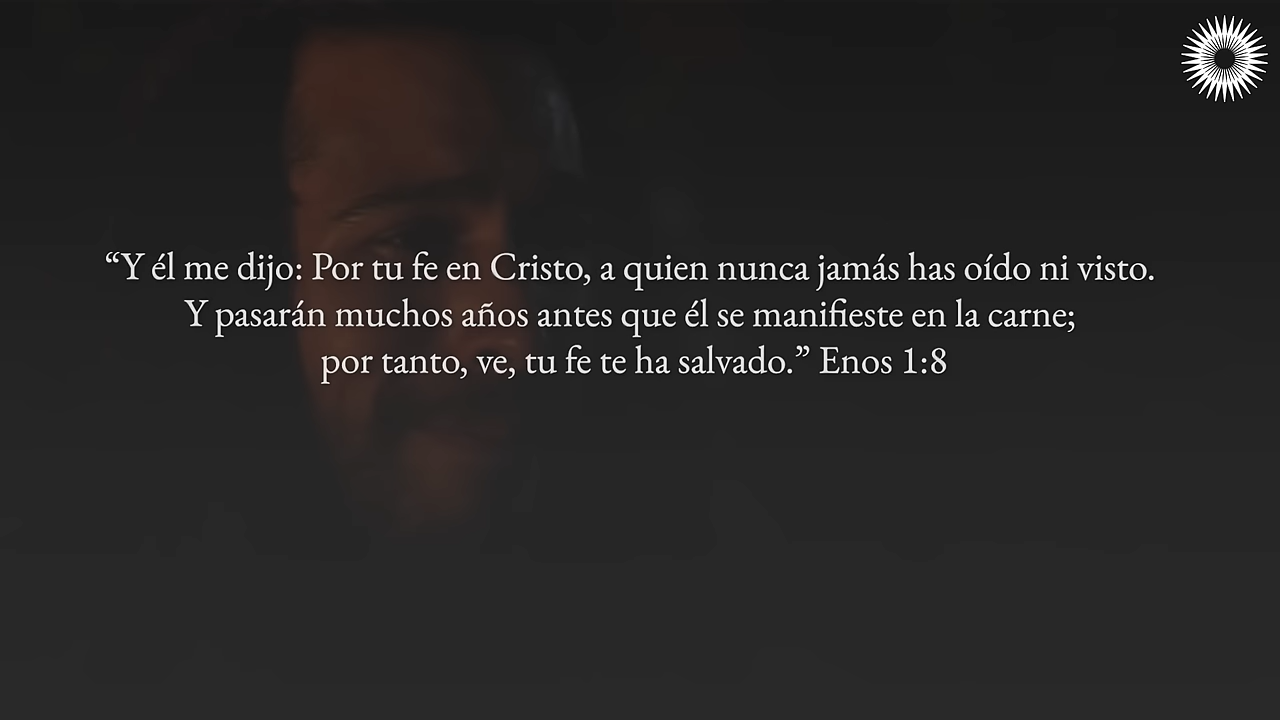 “Y él me dijo: Por tu fe en Cristo, a quien nunca jamás has oído ni visto.
Y pasarán muchos años antes que él se manifieste en la carne;
por tanto, ve, tu fe te ha salvado.” Enos 1:8